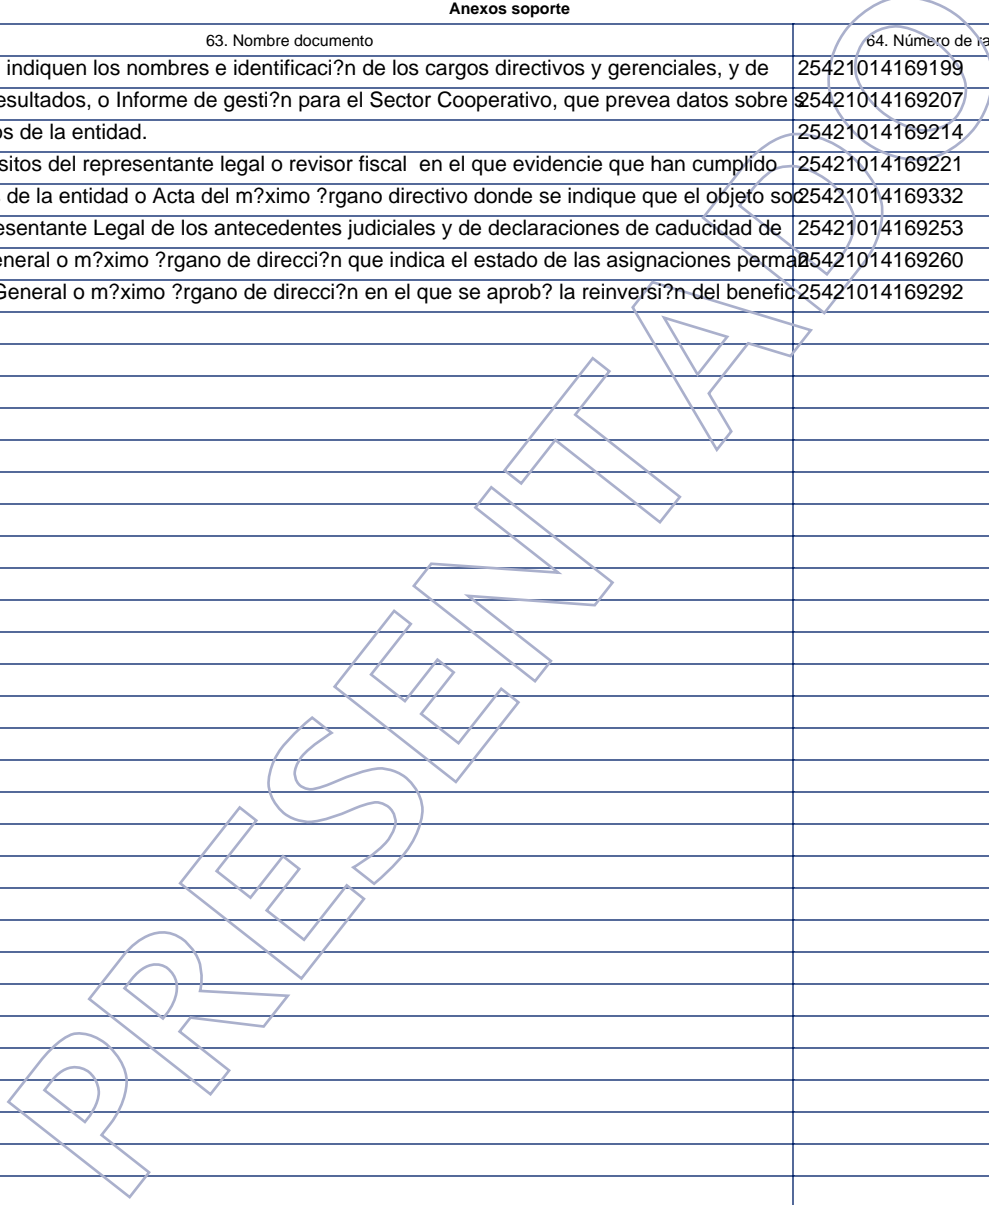 Anexos soporte
63. Nombre documento 64. Número de ra
indiquen los nombres e identificaci?n de los cargos directivos y gerenciales, y de 25421014169199
esultados, o Informe de gesti?n para el Sector Cooperativo, que prevea datos sobre s 25421014169207
os de la entidad. 25421014169214
sitos del representante legal o revisor fiscal en el que evidencie que han cumplido 25421014169221
de la entidad o Acta del m?ximo ?rgano directivo donde se indique que el objeto soc 25421014169332
esentante Legal de los antecedentes judiciales y de declaraciones de caducidad de 25421014169253
eneral o m?ximo ?rgano de direcci?n que indica el estado de las asignaciones perman 25421014169260
General o m?ximo ?rgano de direcci?n en el que se aprob? la reinversi?n del benefic 25421014169292
PRESENTADO